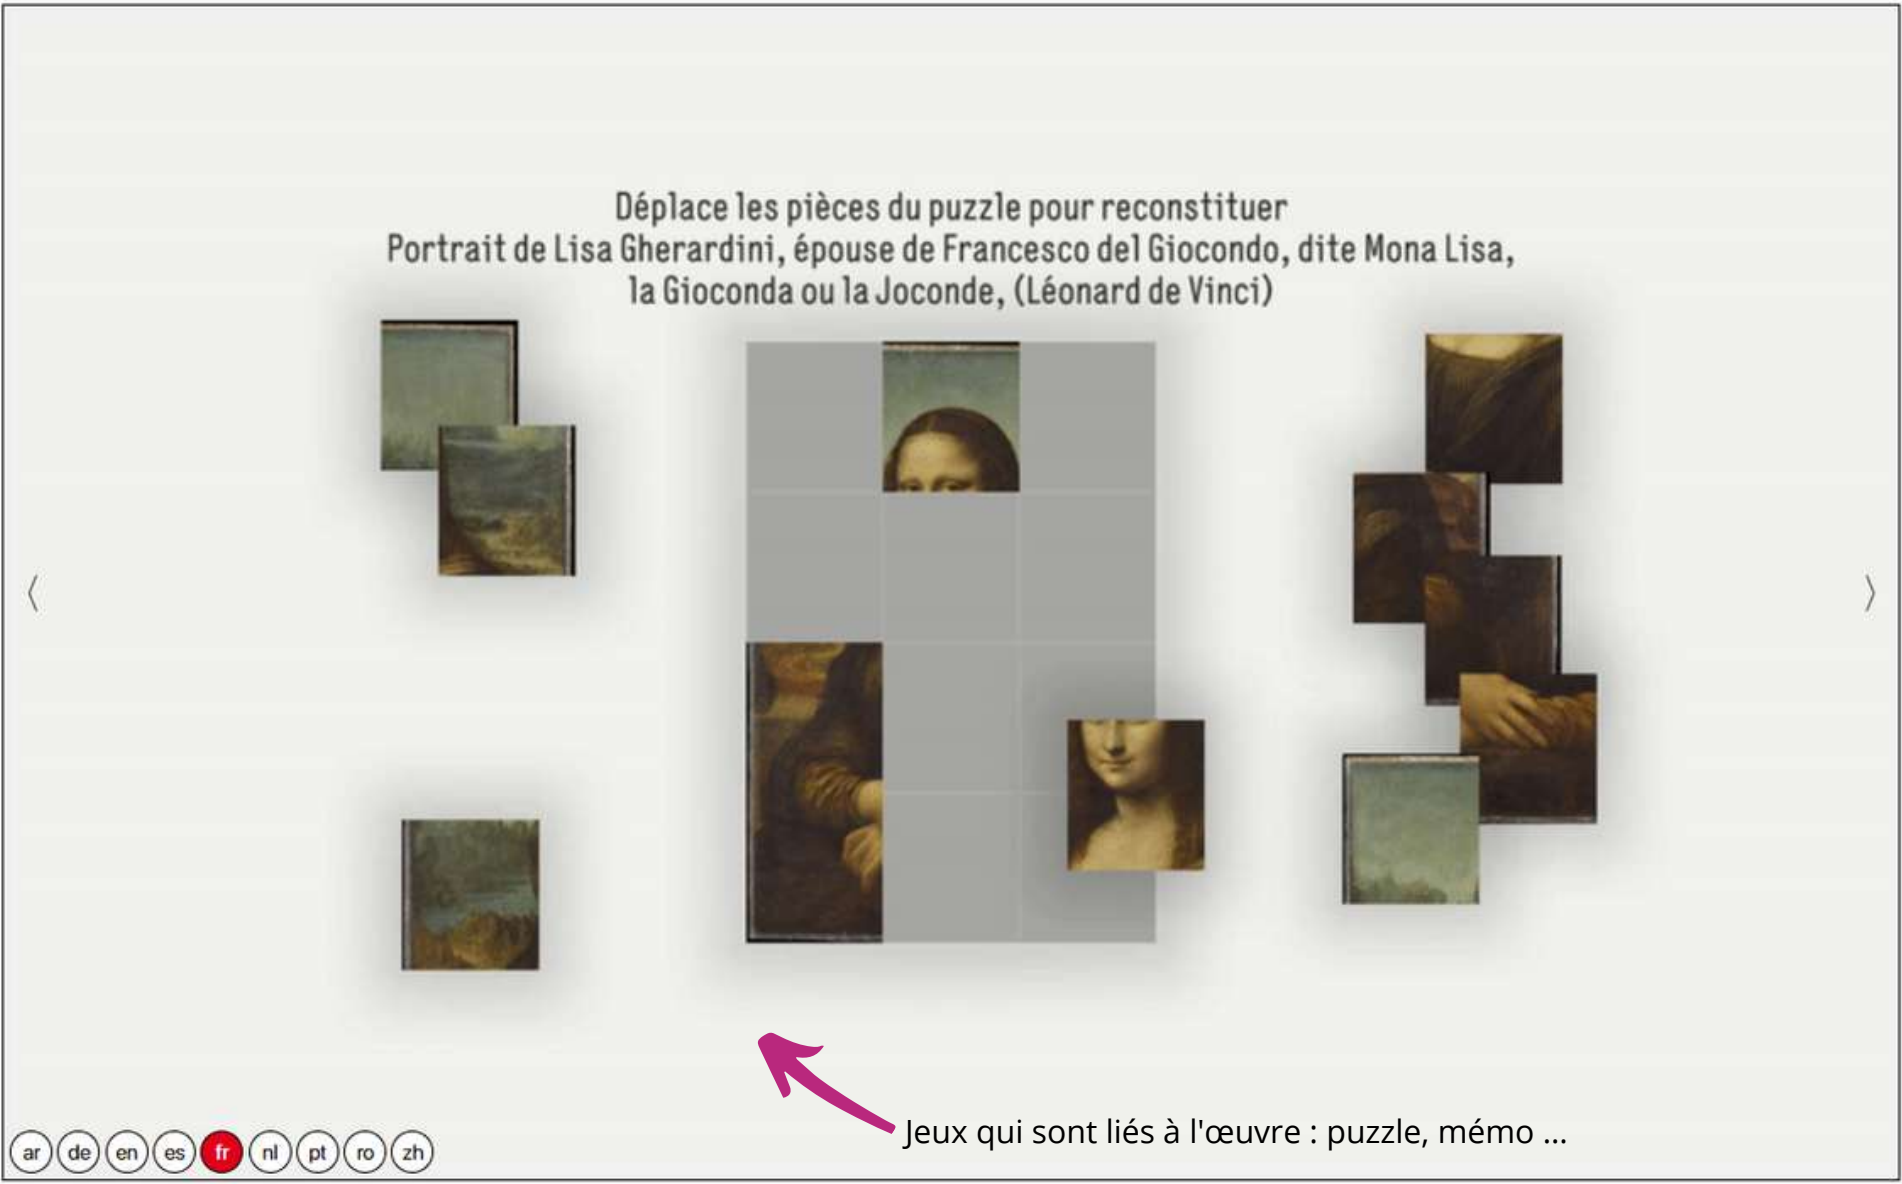 Déplace les pièces du puzzle pour reconstituer
Portrait de Lisa Gherardini, épouse de Francesco del Giocondo, dite Mona Lisa,
la Gioconda ou la Joconde, (Léonard de Vinci)
Jeux qui sont liés à l'œuvre : puzzle, mémo ...
ar de en es fr nl pt ro zh